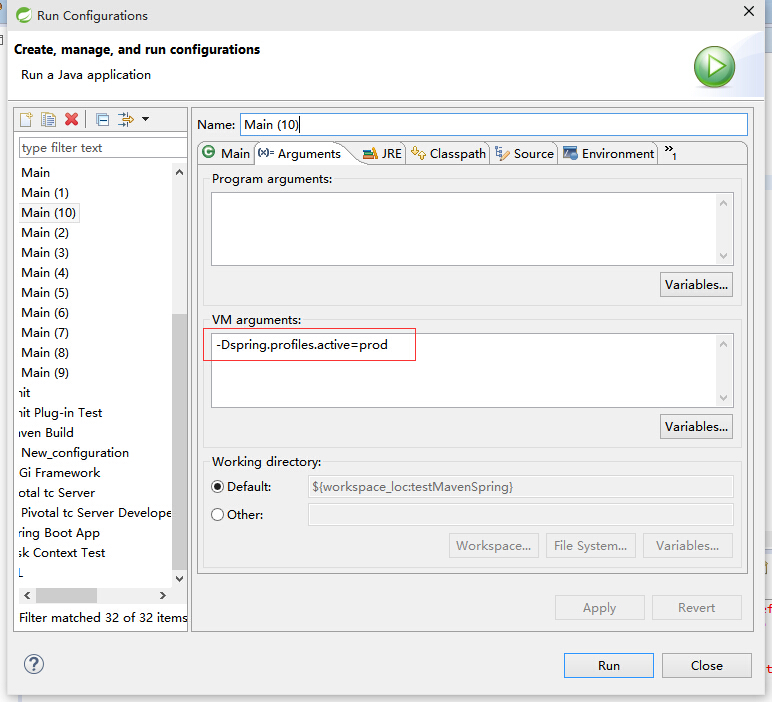 Run Configurations
Create, manage, and run configurations
Run a Java application
type filter text
Main
Main (1)
Main (10)
Main (2)
Main (3)
Main (4)
Main (5)
Main (6)
Main (7)
Main (8)
Main (9)
nit
nit Plug-in Test
aven Build
New_configuration
Gi Framework
otal tc Server
Pivotal tc Server Develope
ring Boot App
sk Context Test
L
Filter matched 32 of 32 items
Name: Main (10)
Main (x)= Arguments JRE Classpath Source Environment »1
Program arguments:
Variables...
VM arguments:
-Dspring.profiles.active=prod
Variables...
Working directory:
Default: ${workspace_loc:testMavenSpring}
Other:
Workspace... File System... Variables...
Apply Revert
? Run Close